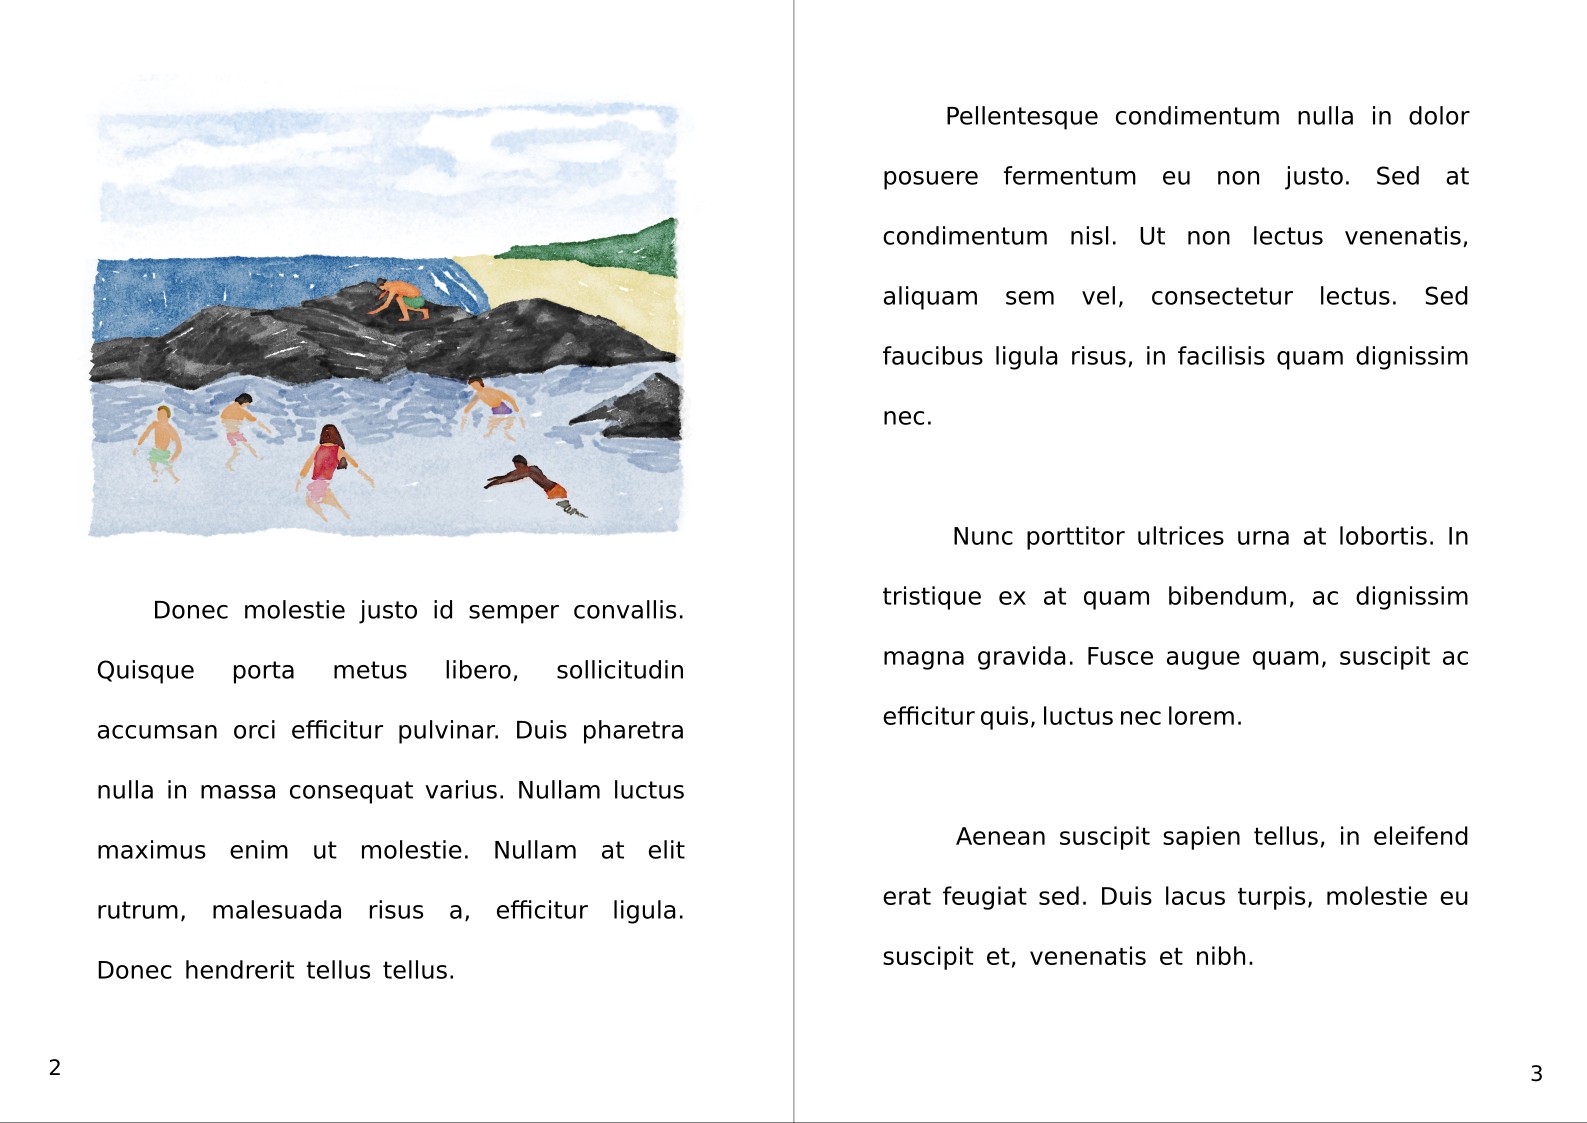 Donec molestie justo id semper convallis.
Quisque porta metus libero, sollicitudin
accumsan orci efficitur pulvinar. Duis pharetra
nulla in massa consequat varius. Nullam luctus
maximus enim ut molestie. Nullam at elit
rutrum, malesuada risus a, efficitur ligula.
Donec hendrerit tellus tellus.
2
Pellentesque condimentum nulla in dolor
posuere fermentum eu non justo. Sed at
condimentum nisl. Ut non lectus venenatis,
aliquam sem vel, consectetur lectus. Sed
faucibus ligula risus, in facilisis quam dignissim
nec.
Nunc porttitor ultrices urna at lobortis. In
tristique ex at quam bibendum, ac dignissim
magna gravida. Fusce augue quam, suscipit ac
efficitur quis, luctus nec lorem.
Aenean suscipit sapien tellus, in eleifend
erat feugiat sed. Duis lacus turpis, molestie eu
suscipit et, venenatis et nibh.
3